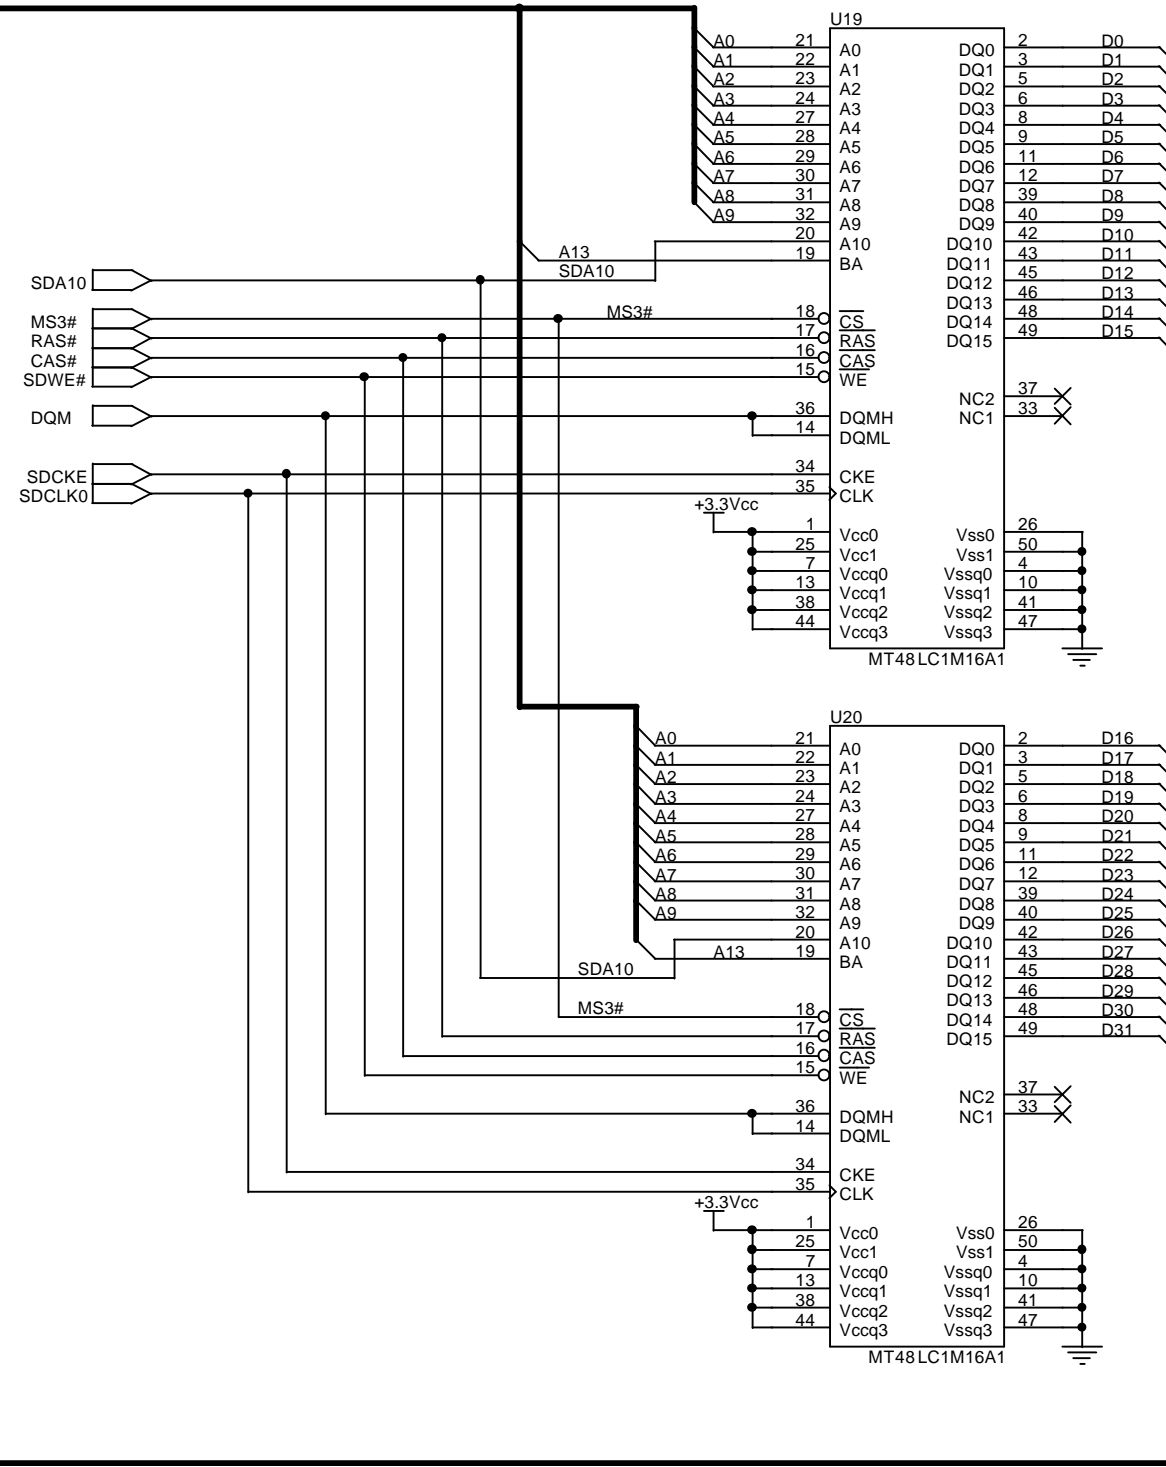 U19
A0 21 A0 DQ0 2 D0
A1 22 A1 DQ1 3 D1
A2 23 A2 DQ2 5 D2
A3 24 A3 DQ3 6 D3
A4 27 A4 DQ4 8 D4
A5 28 A5 DQ5 9 D5
A6 29 A6 DQ6 11 D6
A7 30 A7 DQ7 12 D7
A8 31 A8 DQ8 39 D8
A9 32 A9 DQ9 40 D9
20 A10 DQ10 42 D10
A13 19 BA DQ11 43 D11
SDA10 SDA10 DQ12 45 D12
DQ13 46 D13
MS3# MS3# 18 CS DQ14 48 D14
RAS# 17 RAS DQ15 49 D15
CAS# 16 CAS
SDWE# 15 WE
NC2 37
DQM 36 DQMH NC1 33
14 DQML
SDCKE 34 CKE
SDCLK0 35 CLK
+3.3Vcc
1 Vcc0 Vss0 26
25 Vcc1 Vss1 50
7 Vccq0 Vssq0 4
13 Vccq1 Vssq1 10
38 Vccq2 Vssq2 41
44 Vccq3 Vssq3 47
MT48LC1M16A1
U20
A0 21 A0 DQ0 2 D16
A1 22 A1 DQ1 3 D17
A2 23 A2 DQ2 5 D18
A3 24 A3 DQ3 6 D19
A4 27 A4 DQ4 8 D20
A5 28 A5 DQ5 9 D21
A6 29 A6 DQ6 11 D22
A7 30 A7 DQ7 12 D23
A8 31 A8 DQ8 39 D24
A9 32 A9 DQ9 40 D25
20 A10 DQ10 42 D26
A13 19 BA DQ11 43 D27
SDA10 DQ12 45 D28
DQ13 46 D29
MS3# 18 CS DQ14 48 D30
17 RAS DQ15 49 D31
16 CAS
15 WE
NC2 37
36 DQMH NC1 33
14 DQML
34 CKE
35 CLK
+3.3Vcc
1 Vcc0 Vss0 26
25 Vcc1 Vss1 50
7 Vccq0 Vssq0 4
13 Vccq1 Vssq1 10
38 Vccq2 Vssq2 41
44 Vccq3 Vssq3 47
MT48LC1M16A1